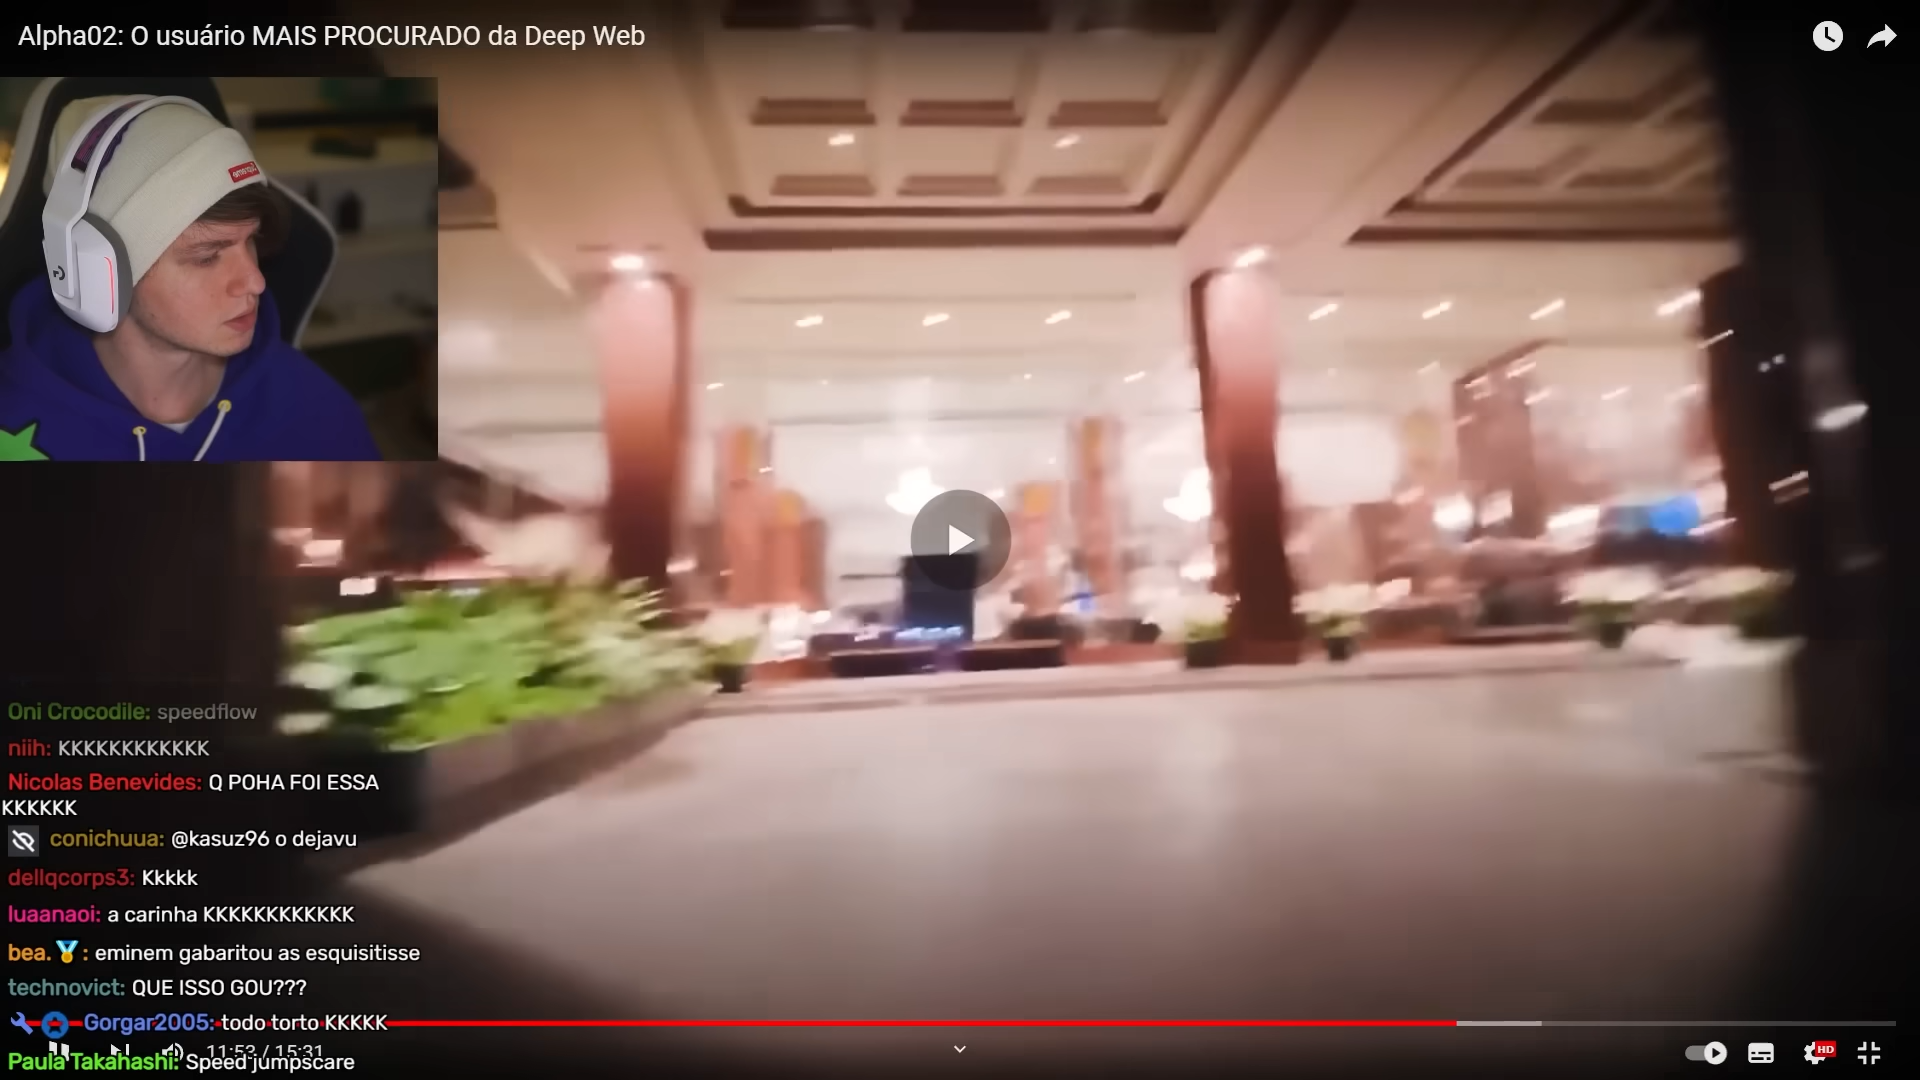 Alpha02: O usuário MAIS PROCURADO da Deep Web
Oni Crocodile: speedflow
niih: KKKKKKKKKKKK
Nicolas Benevides: Q POHA FOI ESSA
KKKKKK
conichuua: @kasuz96 o dejavu
dellqcorps3: Kkkkk
luaanaoi: a carinha KKKKKKKKKKKK
bea.🏅: eminem gabaritou as esquisitisse
technovict: QUE ISSO GOU???
Gorgar2005: todo torto KKKKK
11:53 / 15:31
HD
Paula Takahashi: Speed jumpscare